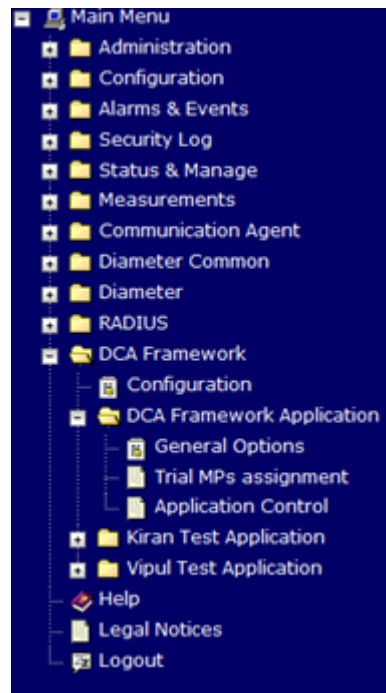 Main Menu
Administration
Configuration
Alarms & Events
Security Log
Status & Manage
Measurements
Communication Agent
Diameter Common
Diameter
RADIUS
DCA Framework
Configuration
DCA Framework Application
General Options
Trial MPs assignment
Application Control
Kiran Test Application
Vipul Test Application
Help
Legal Notices
Logout